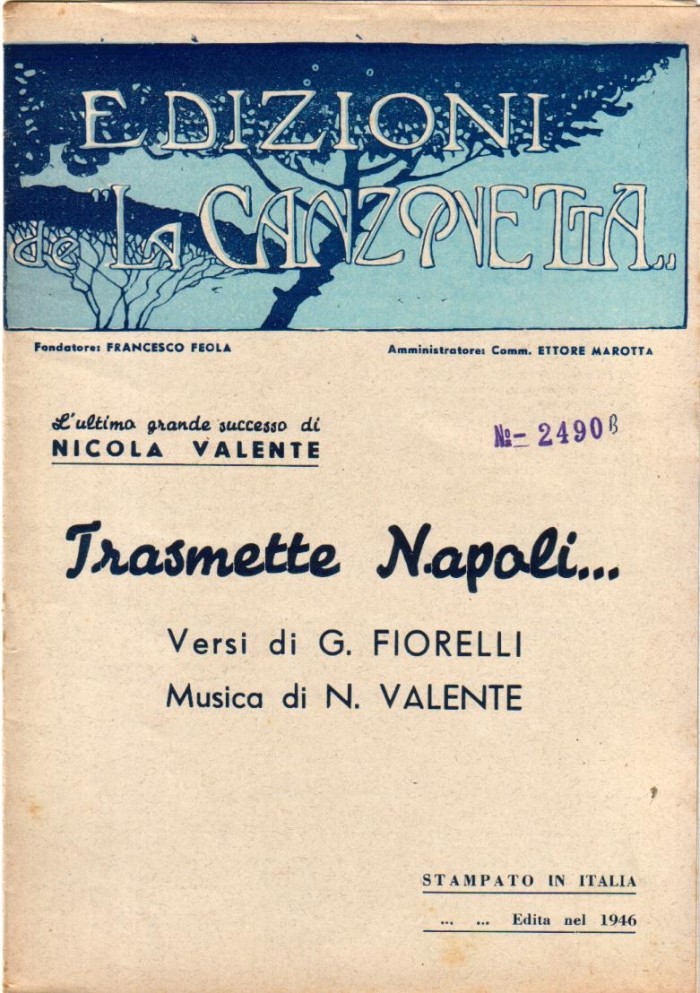 EDIZIONI
de "LA CANZONETTA„
Fondatore: FRANCESCO FEOLA
Amministratore: Comm. ETTORE MAROTTA
L'ultimo grande successo di
NICOLA VALENTE
No:- 2490 B
Trasmette Napoli...
Versi di G. FIORELLI
Musica di N. VALENTE
STAMPATO IN ITALIA
... ... Edita nel 1946